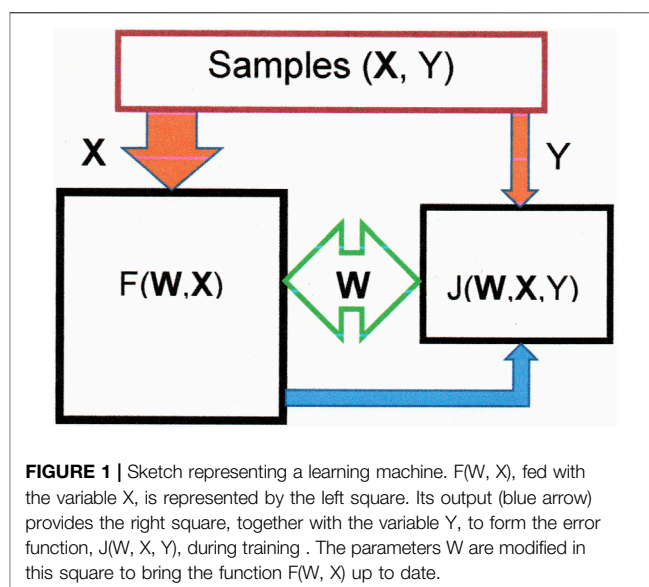 Samples (X, Y)
X
Y
F(W,X)
W
J(W,X,Y)
FIGURE 1 | Sketch representing a learning machine. F(W, X), fed with
the variable X, is represented by the left square. Its output (blue arrow)
provides the right square, together with the variable Y, to form the error
function, J(W, X, Y), during training . The parameters W are modified in
this square to bring the function F(W, X) up to date.